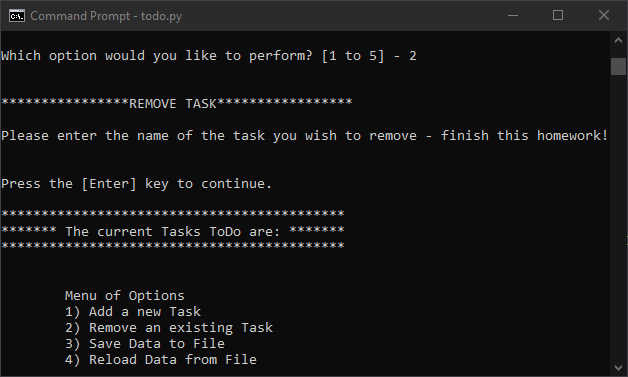 Command Prompt - todo.py
Which option would you like to perform? [1 to 5] - 2
****************REMOVE TASK*****************
Please enter the name of the task you wish to remove - finish this homework!
Press the [Enter] key to continue.
*******************************************
******* The current Tasks ToDo are: *******
*******************************************
Menu of Options
1) Add a new Task
2) Remove an existing Task
3) Save Data to File
4) Reload Data from File